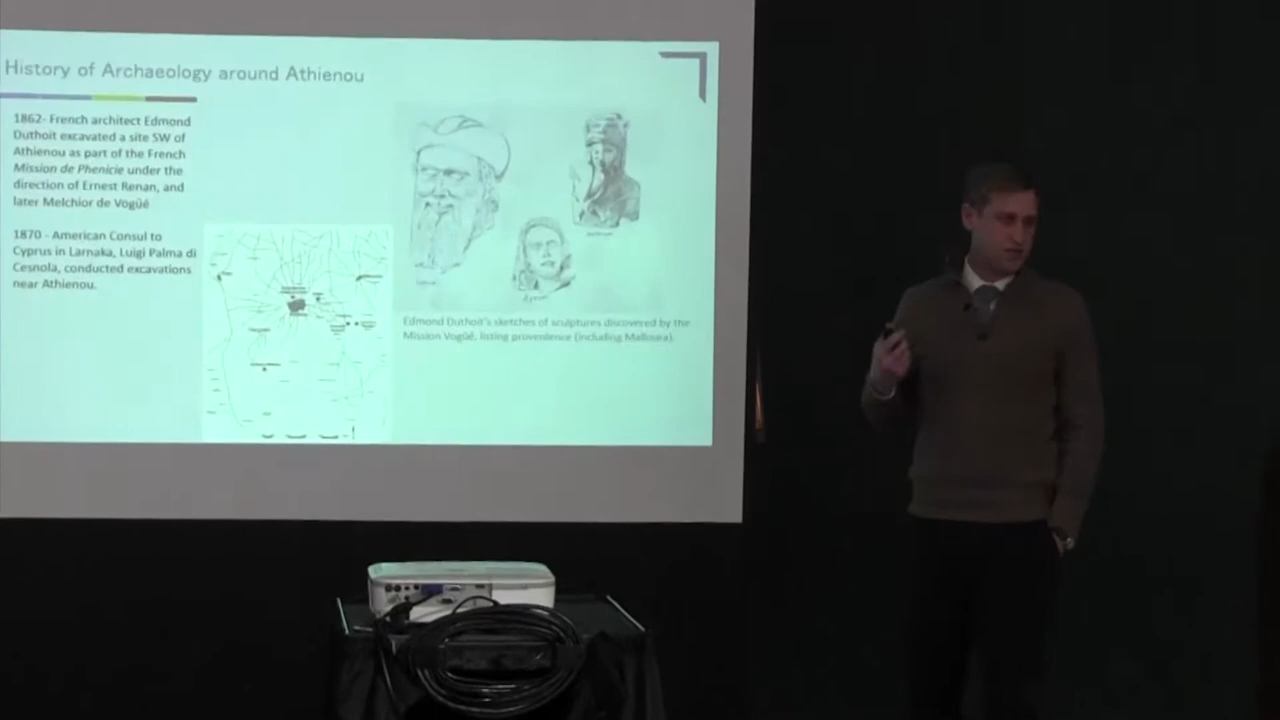 History of Archaeology around Athienou
1862- French architect Edmond
Duthoit excavated a site SW of
Athienou as part of the French
Mission de Phenicie under the
direction of Ernest Renan, and
later Melchior de Vogüé
1870 - American Consul to
Cyprus in Larnaka, Luigi Palma di
Cesnola, conducted excavations
near Athienou.
Edmond Duthoit's sketches of sculptures discovered by the
Mission Vogüé, listing provenience (including Malloura).